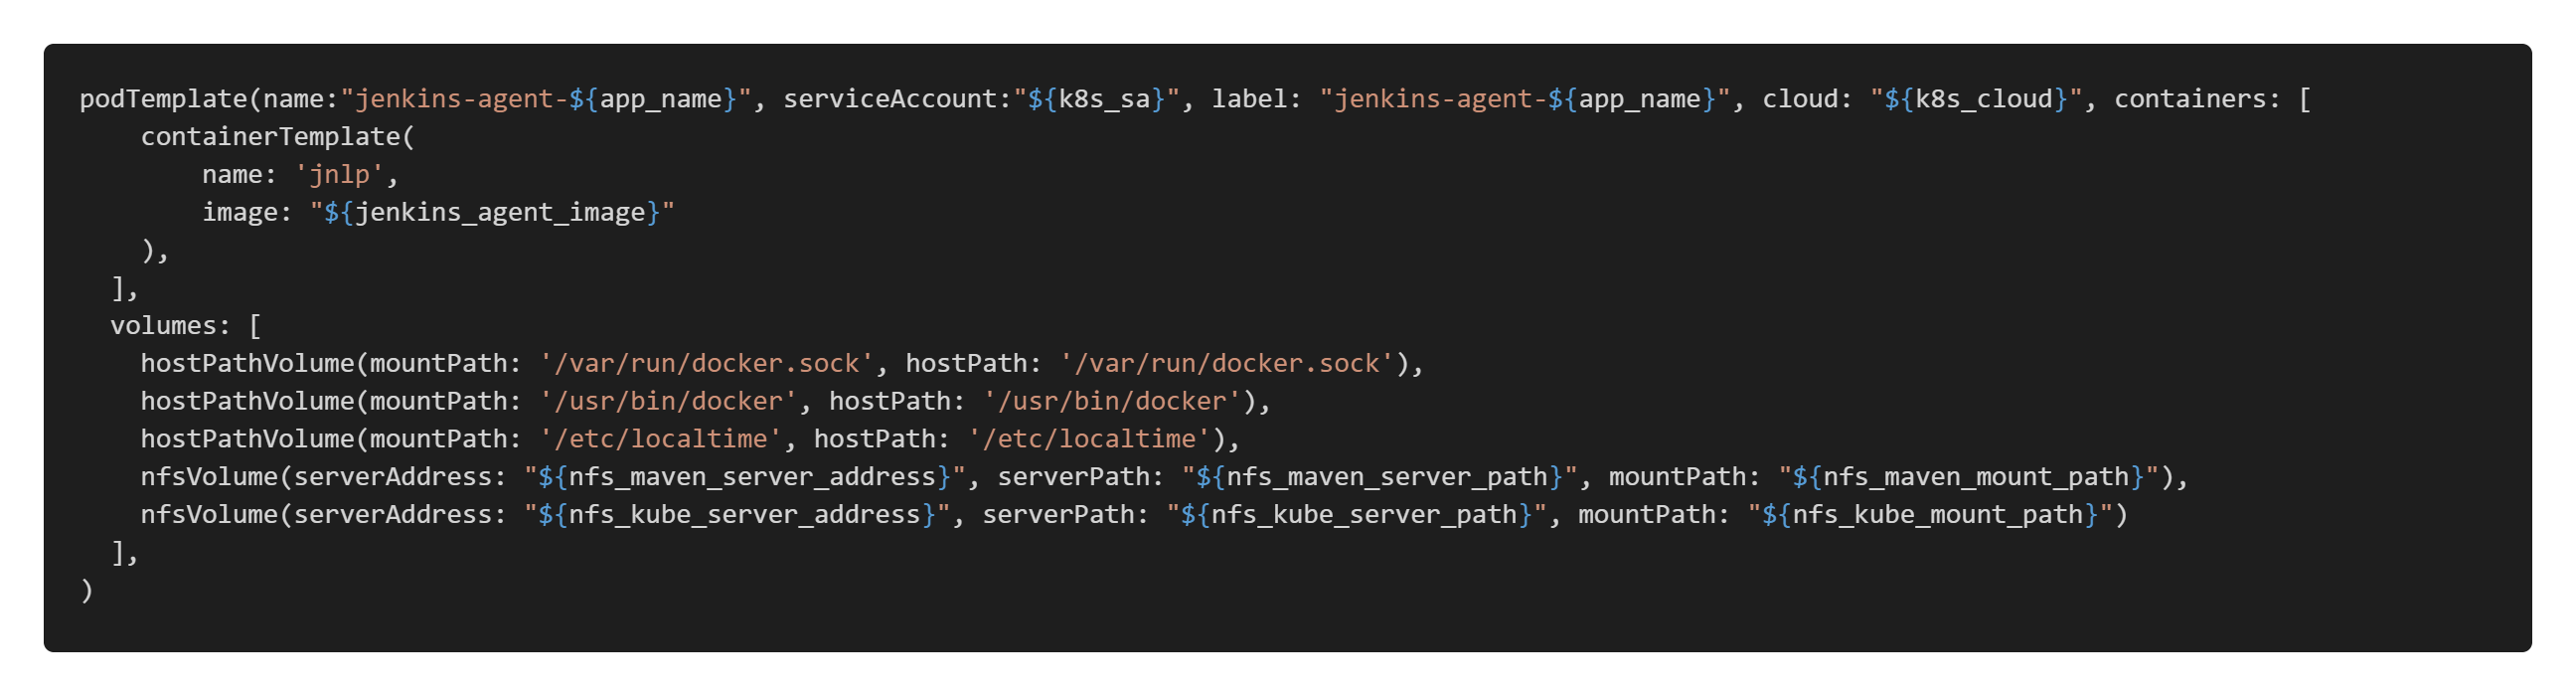 podTemplate(name:"jenkins-agent-${app_name}", serviceAccount:"${k8s_sa}", label: "jenkins-agent-${app_name}", cloud: "${k8s_cloud}", containers: [
    containerTemplate(
        name: 'jnlp',
        image: "${jenkins_agent_image}"
    ),
  ],
  volumes: [
    hostPathVolume(mountPath: '/var/run/docker.sock', hostPath: '/var/run/docker.sock'),
    hostPathVolume(mountPath: '/usr/bin/docker', hostPath: '/usr/bin/docker'),
    hostPathVolume(mountPath: '/etc/localtime', hostPath: '/etc/localtime'),
    nfsVolume(serverAddress: "${nfs_maven_server_address}", serverPath: "${nfs_maven_server_path}", mountPath: "${nfs_maven_mount_path}"),
    nfsVolume(serverAddress: "${nfs_kube_server_address}", serverPath: "${nfs_kube_server_path}", mountPath: "${nfs_kube_mount_path}")
  ],
)